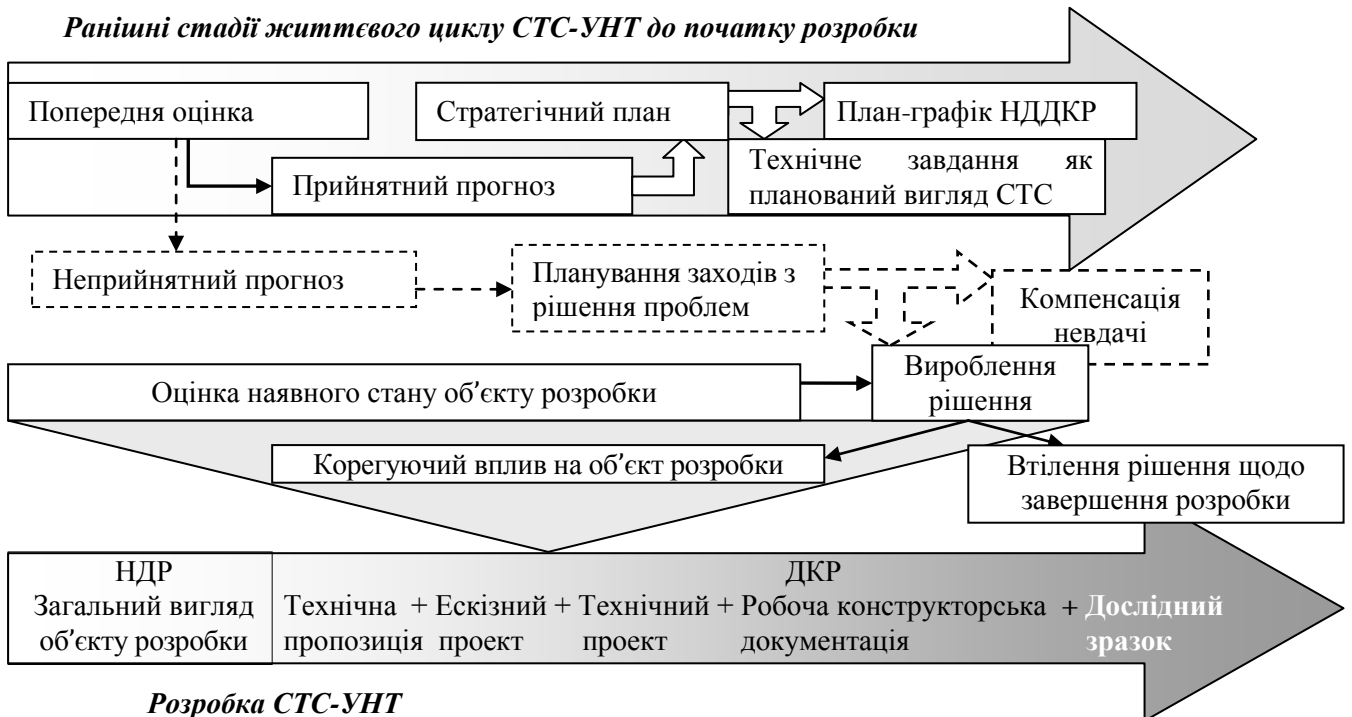 Ранішні стадії життєвого циклу СТС-УНТ до початку розробки
Попередня оцінка
Стратегічний план
План-графік НДДКР
Прийнятний прогноз
Технічне завдання як
планований вигляд СТС
Неприйнятний прогноз
Планування заходів з
рішення проблем
Компенсація
невдачі
Оцінка наявного стану об’єкту розробки
Вироблення
рішення
Корегуючий вплив на об’єкт розробки
Втілення рішення щодо
завершення розробки
НДР
Загальний вигляд
об’єкту розробки
ДКР
Технічна + Ескізний + Технічний + Робоча конструкторська + Дослідний
пропозиція проект проект документація зразок
Розробка СТС-УНТ